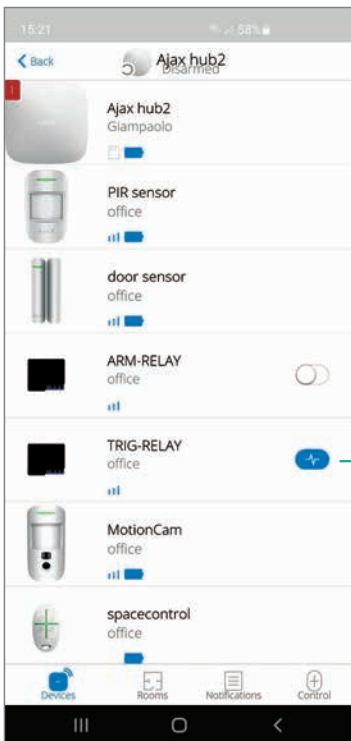 15:21
58%
Back
Ajax hub2
Disarmed
Ajax hub2
Giampaolo
PIR sensor
office
door sensor
office
ARM-RELAY
office
TRIG-RELAY
office
MotionCam
office
spacecontrol
office
Devices
Rooms
Notifications
Control